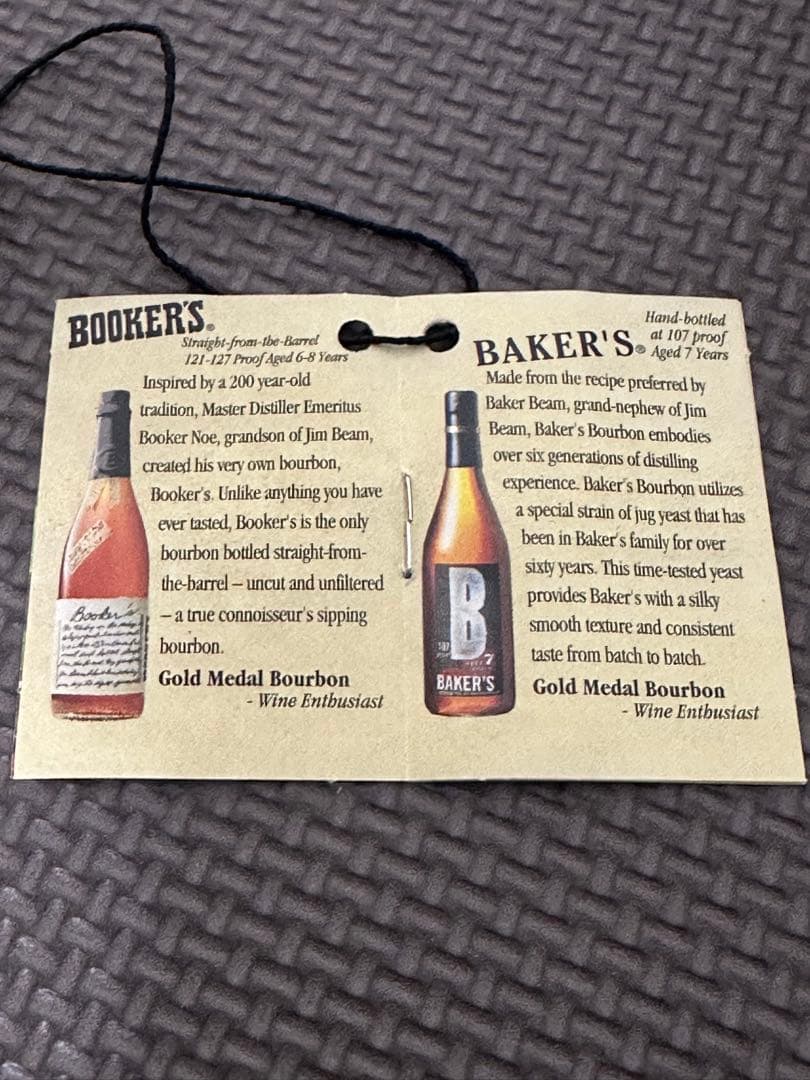 BOOKER'S®
Straight-from-the-Barrel
121-127 Proof Aged 6-8 Years
Inspired by a 200 year-old
tradition, Master Distiller Emeritus
Booker Noe, grandson of Jim Beam,
created his very own bourbon,
Booker's. Unlike anything you have
ever tasted, Booker's is the only
bourbon bottled straight-from-
the-barrel – uncut and unfiltered
– a true connoisseur's sipping
bourbon.
Gold Medal Bourbon
- Wine Enthusiast
Booker's
Hand-bottled
at 107 proof
BAKER'S® Aged 7 Years
Made from the recipe preferred by
Baker Beam, grand-nephew of Jim
Beam, Baker's Bourbon embodies
over six generations of distilling
experience. Baker's Bourbon utilizes
a special strain of jug yeast that has
been in Baker's family for over
sixty years. This time-tested yeast
provides Baker's with a silky
smooth texture and consistent
taste from batch to batch.
Gold Medal Bourbon
- Wine Enthusiast
B
107
AGED 7
BAKER'S